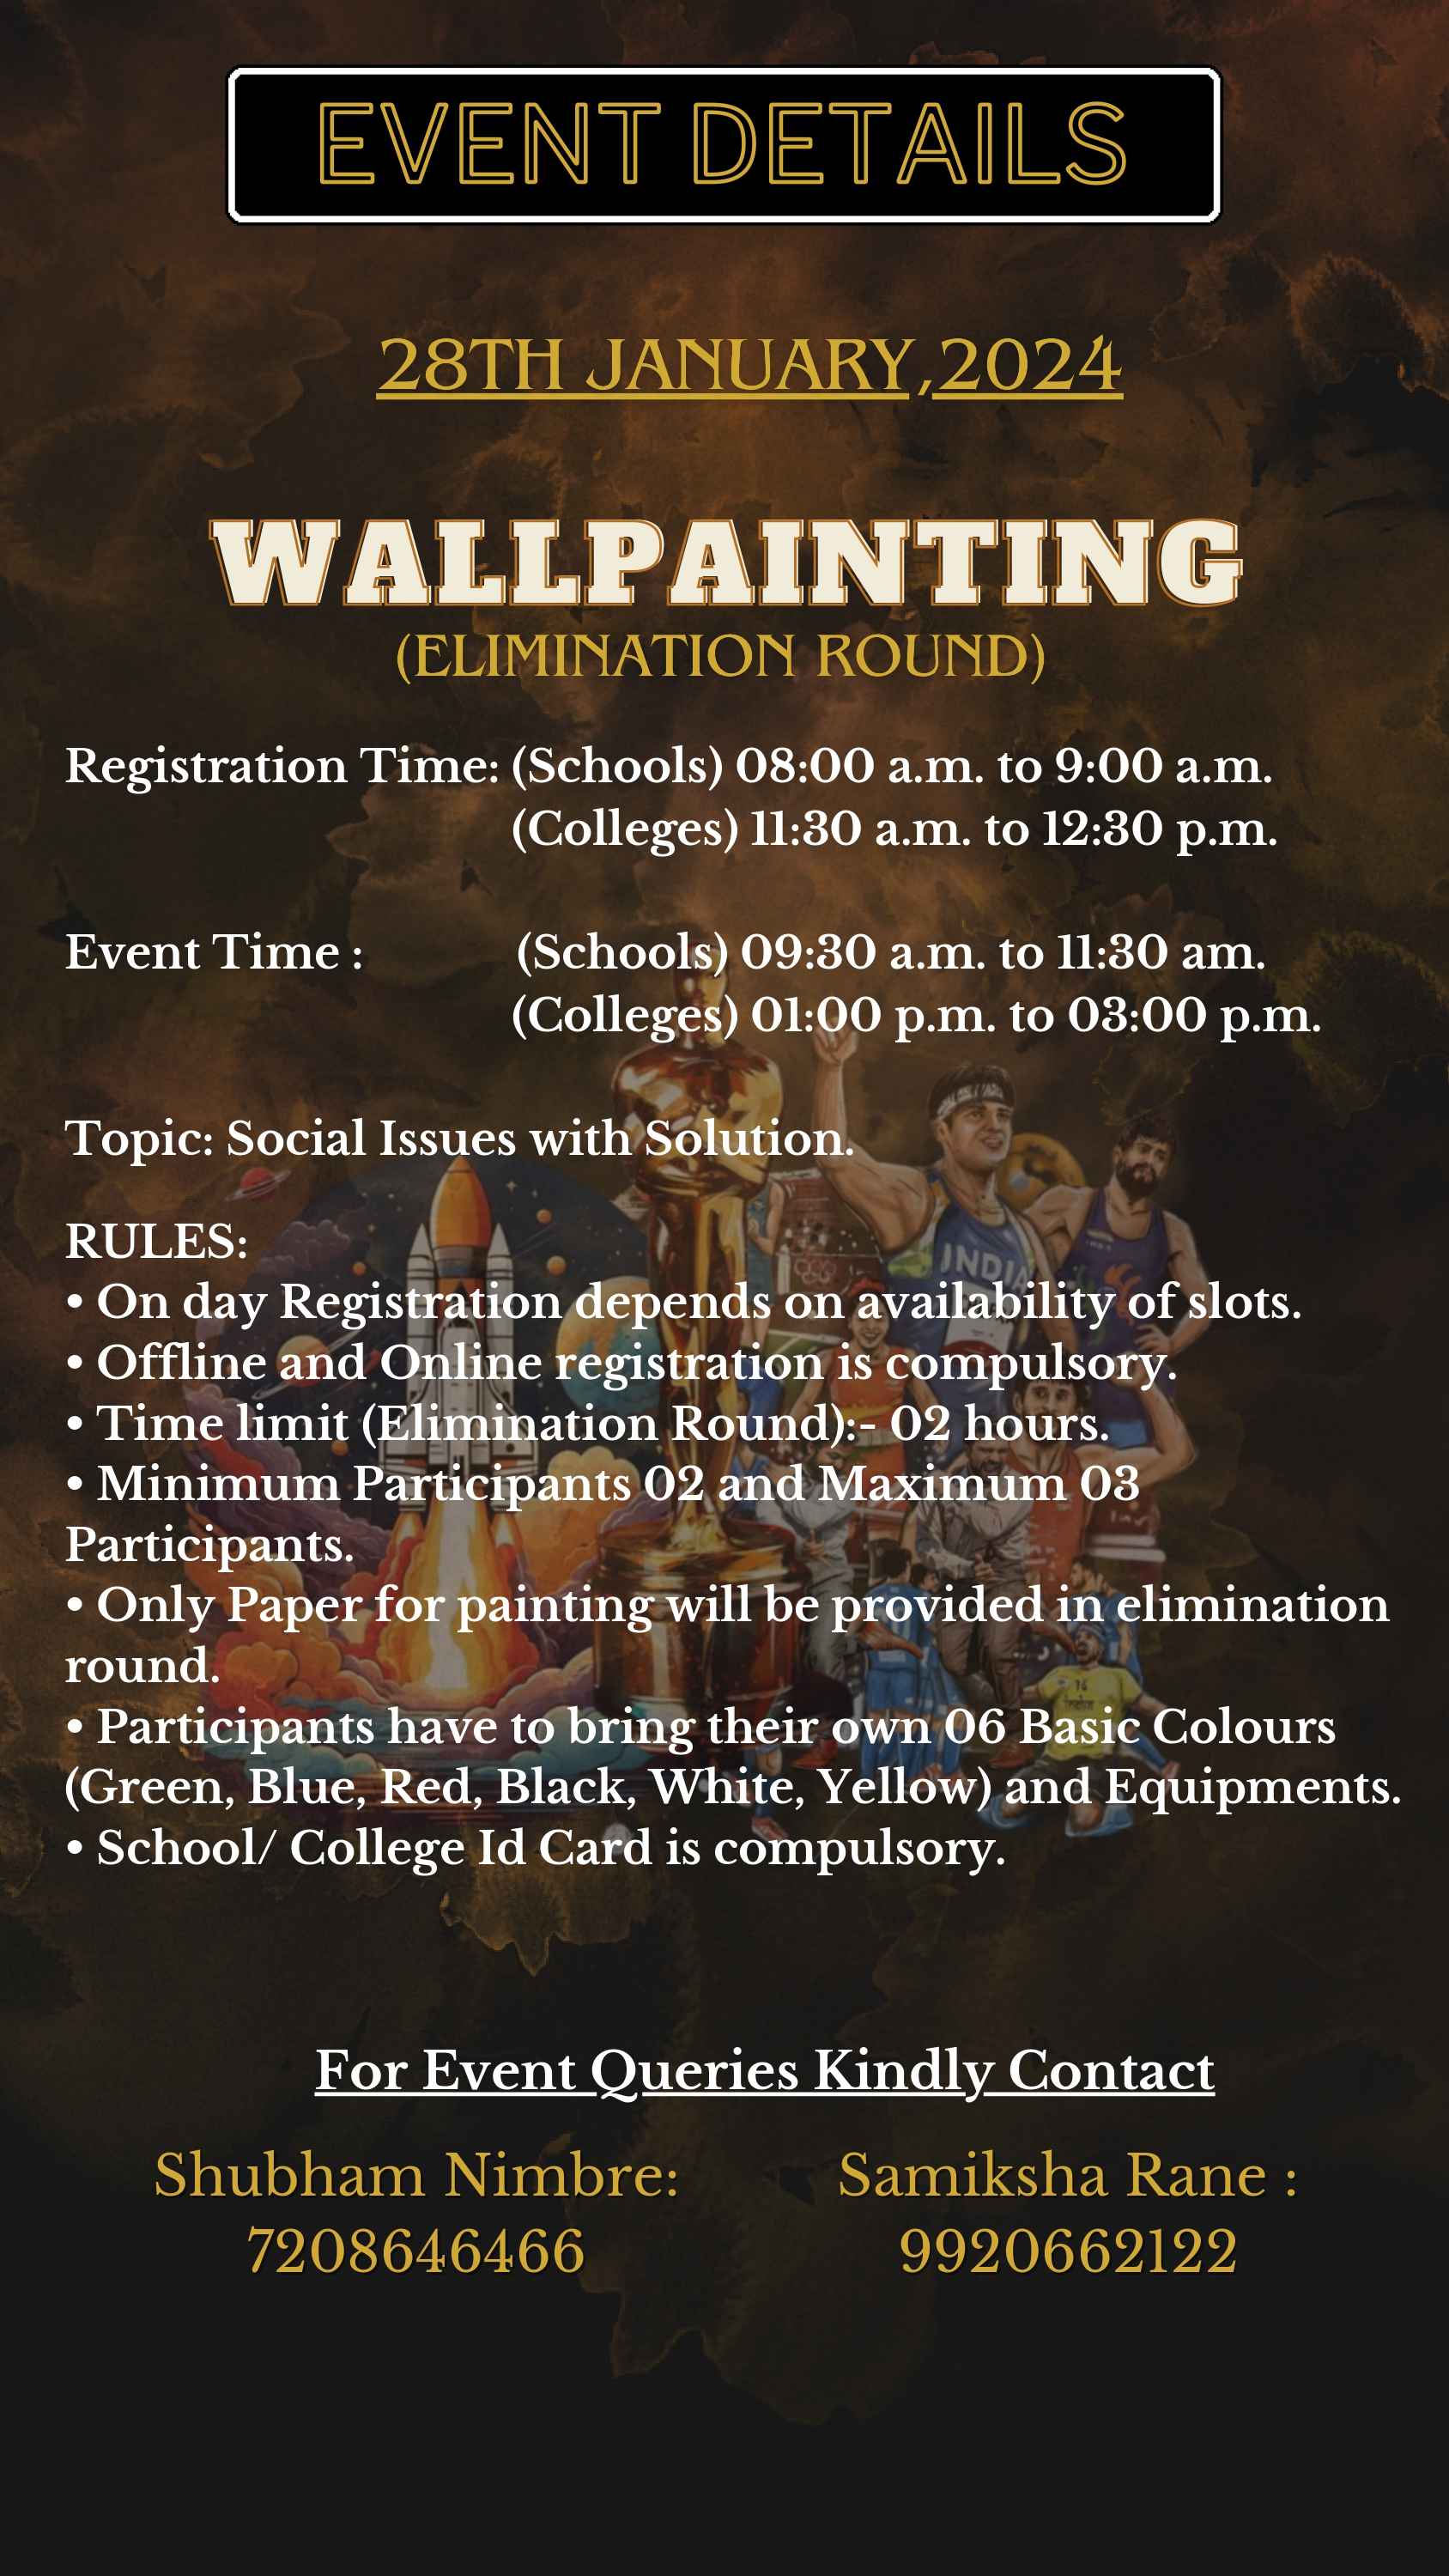 EVENT DETAILS
28TH JANUARY,2024
WALLPAINTING
(ELIMINATION ROUND)
Registration Time: (Schools) 08:00 a.m. to 9:00 a.m.
(Colleges) 11:30 a.m. to 12:30 p.m.
Event Time : (Schools) 09:30 a.m. to 11:30 am.
(Colleges) 01:00 p.m. to 03:00 p.m.
Topic: Social Issues with Solution.
RULES:
• On day Registration depends on availability of slots.
• Offline and Online registration is compulsory.
• Time limit (Elimination Round):- 02 hours.
• Minimum Participants 02 and Maximum 03
Participants.
• Only Paper for painting will be provided in elimination
round.
• Participants have to bring their own 06 Basic Colours
(Green, Blue, Red, Black, White, Yellow) and Equipments.
• School/ College Id Card is compulsory.
INDIA
16
For Event Queries Kindly Contact
Shubham Nimbre:
7208646466
Samiksha Rane :
9920662122